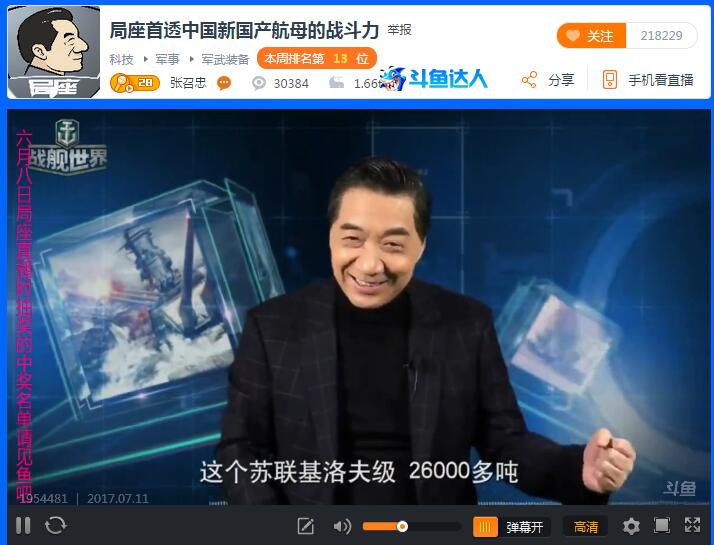 局座首透中国新国产航母的战斗力 举报
关注 218229
科技 军事 军武装备 本周排名第 13 位
局座
28 张召忠 30384 1.66
斗鱼达人
分享 手机看直播
战舰世界
六月八日局座直播时抽奖的中奖名单请见鱼吧
这个苏联基洛夫级 26000多吨
1954481 | 2017.07.11
斗鱼
弹幕开 高清